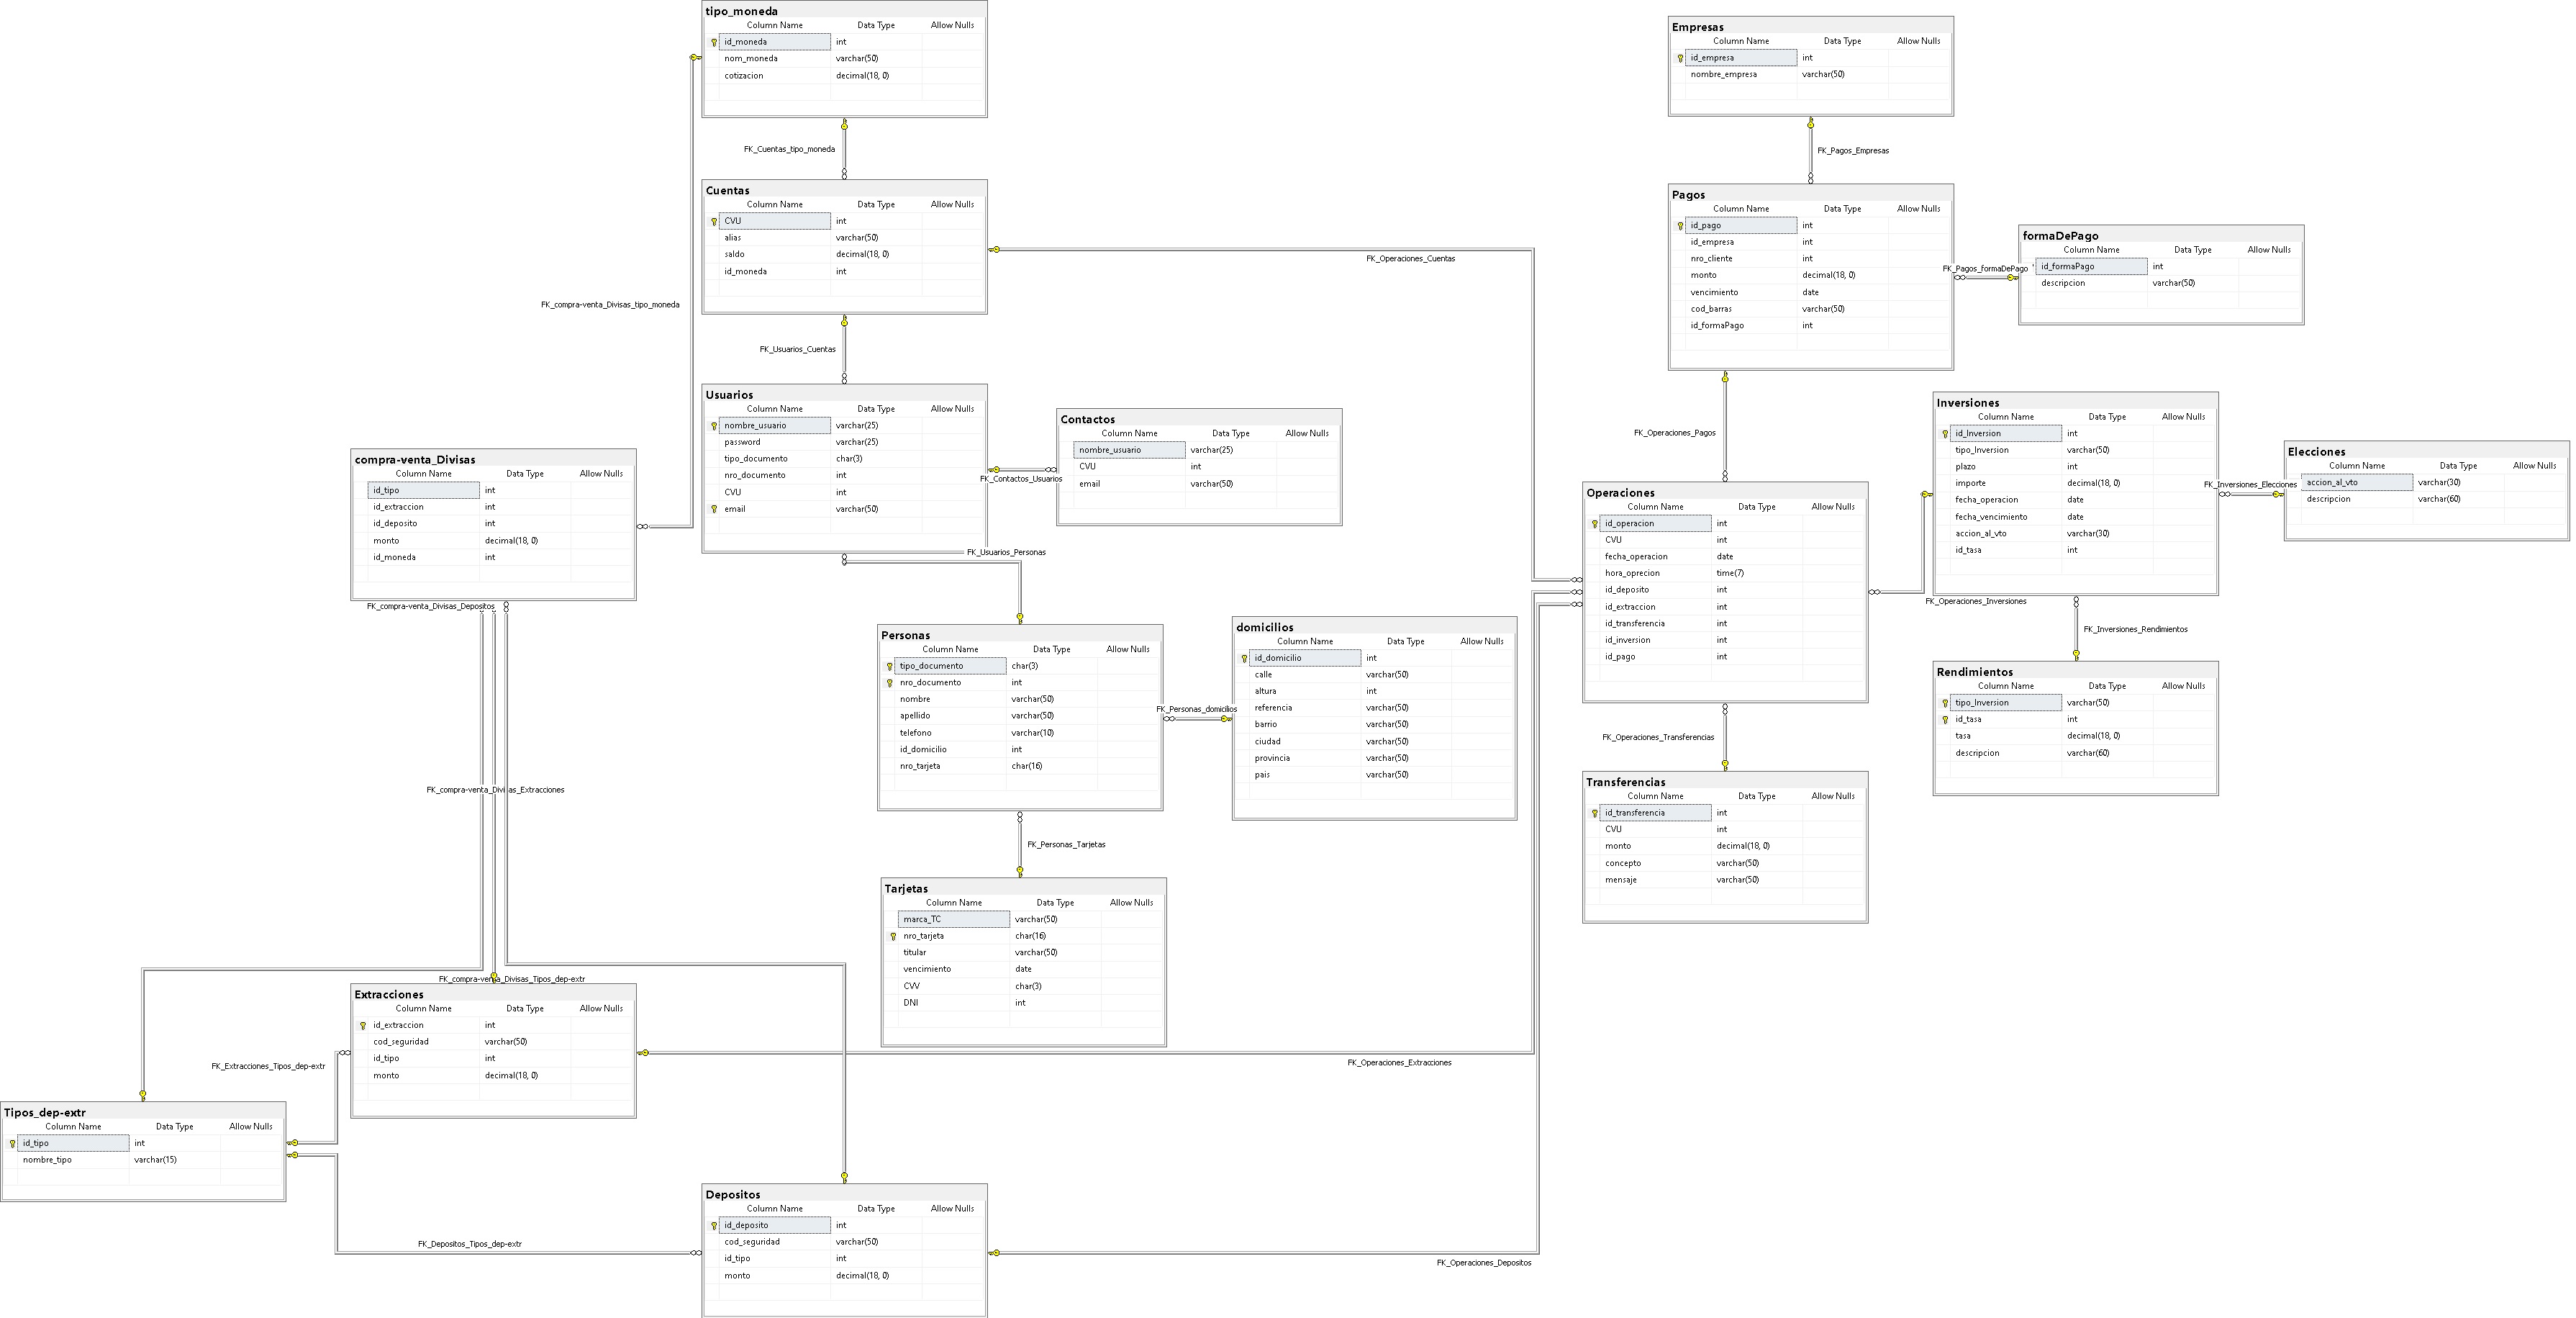 tipo_moneda
Column Name Data Type Allow Nulls
id_moneda int
nom_moneda varchar(50)
cotizacion decimal(18, 0)
FK_Cuentas_tipo_moneda
Cuentas
Column Name Data Type Allow Nulls
CVU int
alias varchar(50)
saldo decimal(18, 0)
id_moneda int
FK_compra-venta_Divisas_tipo_moneda
FK_Usuarios_Cuentas
FK_Operaciones_Cuentas
Usuarios
Column Name Data Type Allow Nulls
nombre_usuario varchar(25)
password varchar(25)
tipo_documento char(3)
nro_documento int
CVU int
email varchar(50)
Contactos
Column Name Data Type Allow Nulls
nombre_usuario varchar(25)
CVU int
email varchar(50)
FK_Contactos_Usuarios
FK_Usuarios_Personas
compra-venta_Divisas
Column Name Data Type Allow Nulls
id_tipo int
id_extraccion int
id_deposito int
monto decimal(18, 0)
id_moneda int
FK_compra-venta_Divisas_Depositos
FK_compra-venta_Divisas_Extracciones
FK_compra-venta_Divisas_Tipos_dep-extr
Personas
Column Name Data Type Allow Nulls
tipo_documento char(3)
nro_documento int
nombre varchar(50)
apellido varchar(50)
telefono varchar(10)
id_domicilio int
nro_tarjeta char(16)
FK_Personas_domicilios
domicilios
Column Name Data Type Allow Nulls
id_domicilio int
calle varchar(50)
altura int
referencia varchar(50)
barrio varchar(50)
ciudad varchar(50)
provincia varchar(50)
pais varchar(50)
FK_Personas_Tarjetas
Tarjetas
Column Name Data Type Allow Nulls
marca_TC varchar(50)
nro_tarjeta char(16)
titular varchar(50)
vencimiento date
CVV char(3)
DNI int
Extracciones
Column Name Data Type Allow Nulls
id_extraccion int
cod_seguridad varchar(50)
id_tipo int
monto decimal(18, 0)
FK_Extracciones_Tipos_dep-extr
FK_Operaciones_Extracciones
Tipos_dep-extr
Column Name Data Type Allow Nulls
id_tipo int
nombre_tipo varchar(15)
FK_Depositos_Tipos_dep-extr
Depositos
Column Name Data Type Allow Nulls
id_deposito int
cod_seguridad varchar(50)
id_tipo int
monto decimal(18, 0)
FK_Operaciones_Depositos
Empresas
Column Name Data Type Allow Nulls
id_empresa int
nombre_empresa varchar(50)
FK_Pagos_Empresas
Pagos
Column Name Data Type Allow Nulls
id_pago int
id_empresa int
nro_cliente int
monto decimal(18, 0)
vencimiento date
cod_barras varchar(50)
id_formaPago int
FK_Pagos_formaDePago
formaDePago
Column Name Data Type Allow Nulls
id_formaPago int
descripcion varchar(50)
FK_Operaciones_Pagos
Operaciones
Column Name Data Type Allow Nulls
id_operacion int
CVU int
fecha_operacion date
hora_oprecion time(7)
id_deposito int
id_extraccion int
id_transferencia int
id_inversion int
id_pago int
Inversiones
Column Name Data Type Allow Nulls
id_Inversion int
tipo_Inversion varchar(50)
plazo int
importe decimal(18, 0)
fecha_operacion date
fecha_vencimiento date
accion_al_vto varchar(30)
id_tasa int
FK_Inversiones_Elecciones
Elecciones
Column Name Data Type Allow Nulls
accion_al_vto varchar(30)
descripcion varchar(60)
FK_Operaciones_Inversiones
FK_Inversiones_Rendimientos
Rendimientos
Column Name Data Type Allow Nulls
tipo_Inversion varchar(50)
id_tasa int
tasa decimal(18, 0)
descripcion varchar(60)
FK_Operaciones_Transferencias
Transferencias
Column Name Data Type Allow Nulls
id_transferencia int
CVU int
monto decimal(18, 0)
concepto varchar(50)
mensaje varchar(50)